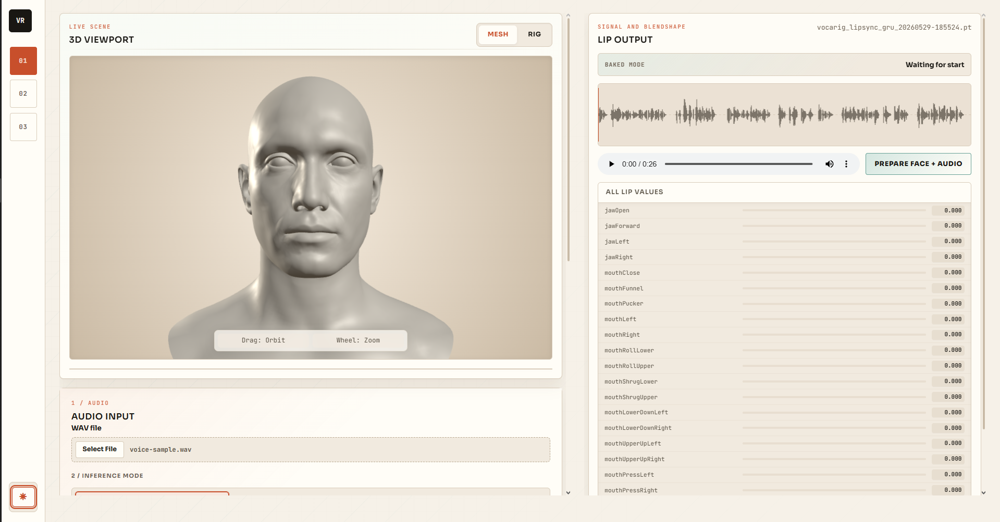 VR
01
02
03
LIVE SCENE
3D VIEWPORT
MESH
RIG
Drag: Orbit
Wheel: Zoom
1 / AUDIO
AUDIO INPUT
WAV file
Select File
voice-sample.wav
2 / INFERENCE MODE
SIGNAL AND BLENDSHAPE
LIP OUTPUT
vocarig_lipsync_gru_20260529-185524.pt
BAKED MODE
Waiting for start
0:00 / 0:26
PREPARE FACE + AUDIO
ALL LIP VALUES
jawOpen 0.000
jawForward 0.000
jawLeft 0.000
jawRight 0.000
mouthClose 0.000
mouthFunnel 0.000
mouthPucker 0.000
mouthLeft 0.000
mouthRight 0.000
mouthRollLower 0.000
mouthRollUpper 0.000
mouthShrugLower 0.000
mouthShrugUpper 0.000
mouthLowerDownLeft 0.000
mouthLowerDownRight 0.000
mouthUpperUpLeft 0.000
mouthUpperUpRight 0.000
mouthPressLeft 0.000
mouthPressRight 0.000